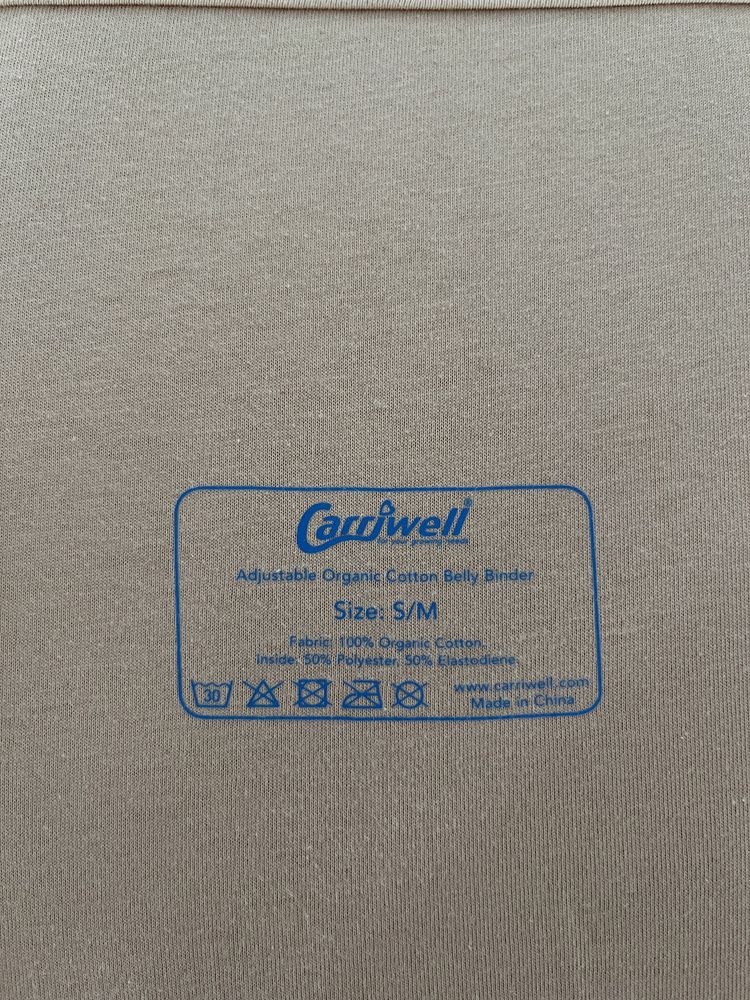 Carriwell®
Adjustable Organic Cotton Belly Binder
Size: S/M
Fabric: 100% Organic Cotton.
Inside: 50% Polyester, 50% Elastodiene.
30
www.carriwell.com
Made in China